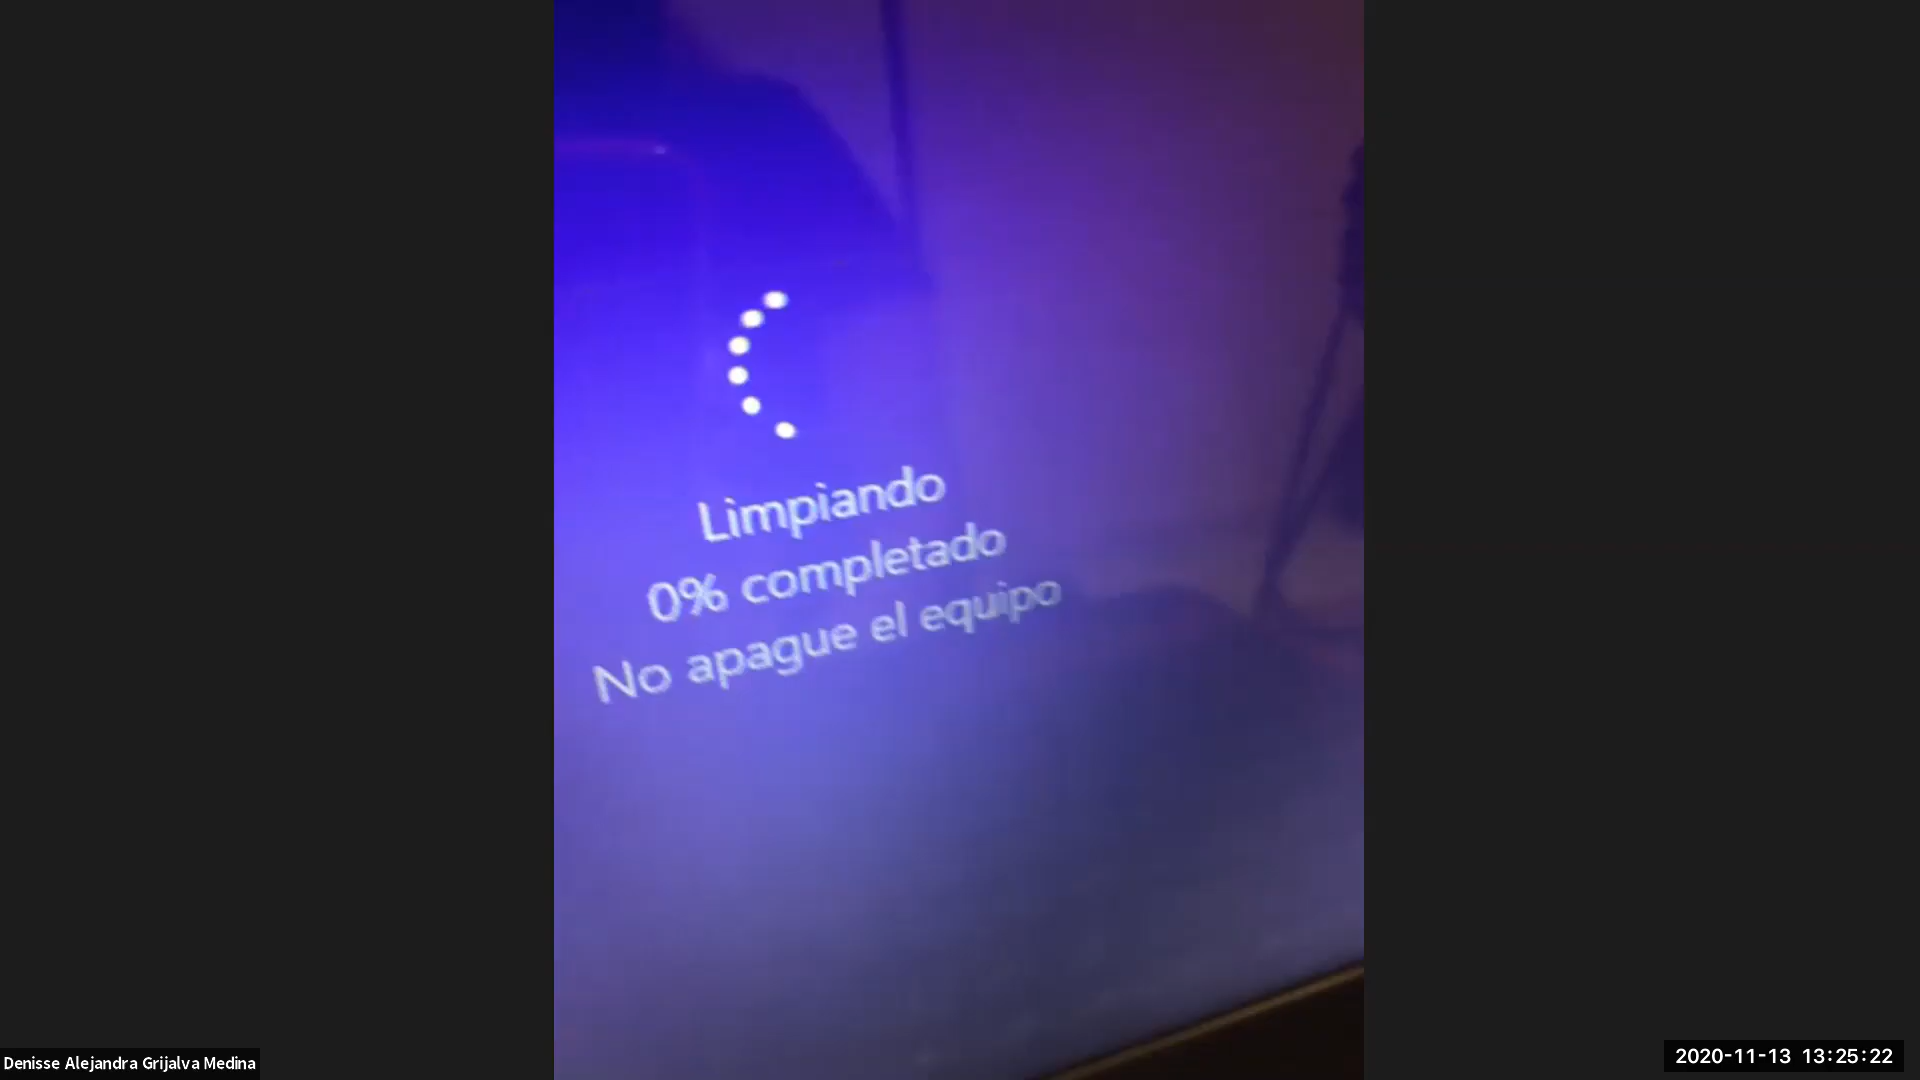 Limpiando
0% completado
No apague el equipo
Denisse Alejandra Grijalva Medina
2020-11-13 13:25:22